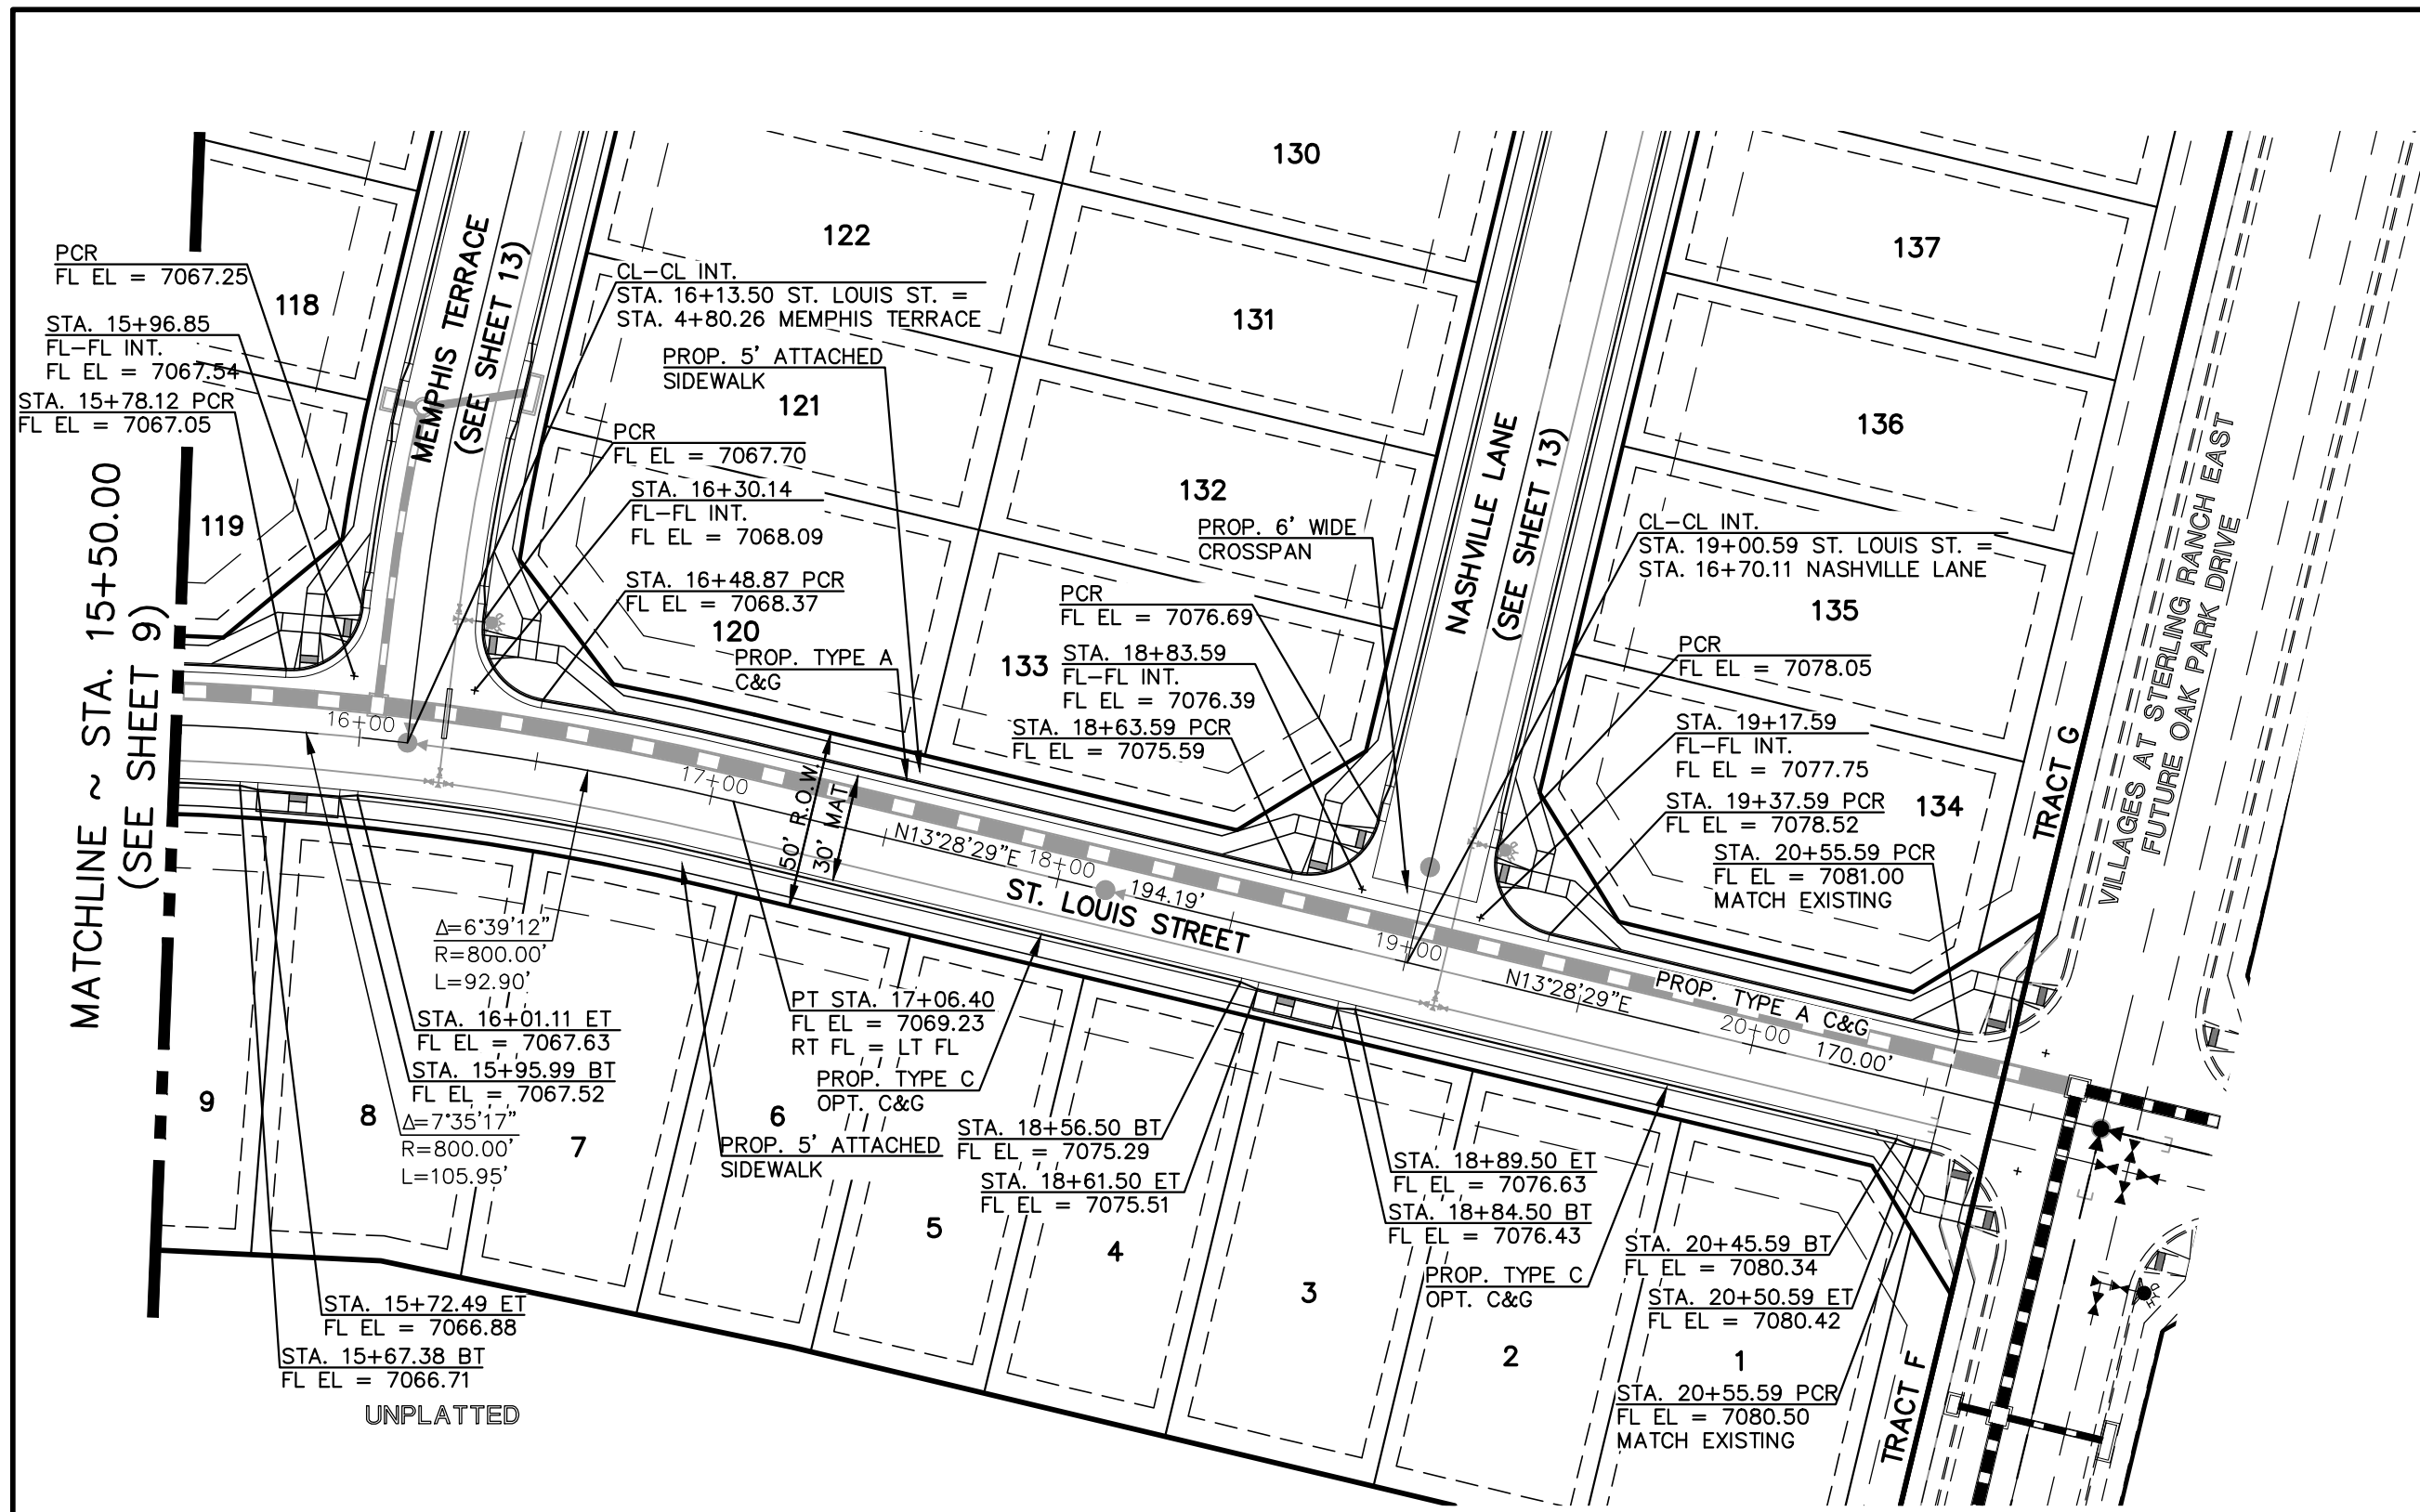 130
122
137
PCR
FL EL = 7067.25
118
MEMPHIS TERRACE
(SEE SHEET 13)
CL-CL INT.
STA. 16+13.50 ST. LOUIS ST. =
STA. 4+80.26 MEMPHIS TERRACE
131
STA. 15+96.85
FL-FL INT.
FL EL = 7067.54
STA. 15+78.12 PCR
FL EL = 7067.05
PROP. 5' ATTACHED
SIDEWALK
121
136
PCR
FL EL = 7067.70
STA. 16+30.14
FL-FL INT.
FL EL = 7068.09
132
119
MATCHLINE ~ STA. 15+50.00
(SEE SHEET 9)
PROP. 6' WIDE
CROSSPAN
NASHVILLE LANE
(SEE SHEET 13)
CL-CL INT.
STA. 19+00.59 ST. LOUIS ST. =
STA. 16+70.11 NASHVILLE LANE
135
VILLAGES AT STERLING RANCH EAST
FUTURE OAK PARK DRIVE
STA. 16+48.87 PCR
FL EL = 7068.37
120
PROP. TYPE A
C&G
PCR
FL EL = 7076.69
133
STA. 18+83.59
FL-FL INT.
FL EL = 7076.39
STA. 18+63.59 PCR
FL EL = 7075.59
PCR
FL EL = 7078.05
STA. 19+17.59
FL-FL INT.
FL EL = 7077.75
STA. 19+37.59 PCR
FL EL = 7078.52
134
TRACT G
STA. 20+55.59 PCR
FL EL = 7081.00
MATCH EXISTING
16+00
17+00
50' R.O.W.
30' MAT
N13°28'29"E
18+00
194.19'
ST. LOUIS STREET
19+00
N13°28'29"E
PROP. TYPE A C&G
20+00
170.00'
Δ=6°39'12"
R=800.00'
L=92.90'
STA. 16+01.11 ET
FL EL = 7067.63
STA. 15+95.99 BT
FL EL = 7067.52
Δ=7°35'17"
R=800.00'
L=105.95'
PT STA. 17+06.40
FL EL = 7069.23
RT FL = LT FL
PROP. TYPE C
OPT. C&G
9
8
7
6
PROP. 5' ATTACHED
SIDEWALK
STA. 18+56.50 BT
FL EL = 7075.29
STA. 18+61.50 ET
FL EL = 7075.51
5
4
3
STA. 18+89.50 ET
FL EL = 7076.63
STA. 18+84.50 BT
FL EL = 7076.43
PROP. TYPE C
OPT. C&G
2
STA. 20+45.59 BT
FL EL = 7080.34
STA. 20+50.59 ET
FL EL = 7080.42
1
STA. 20+55.59 PCR
FL EL = 7080.50
MATCH EXISTING
TRACT F
STA. 15+72.49 ET
FL EL = 7066.88
STA. 15+67.38 BT
FL EL = 7066.71
UNPLATTED